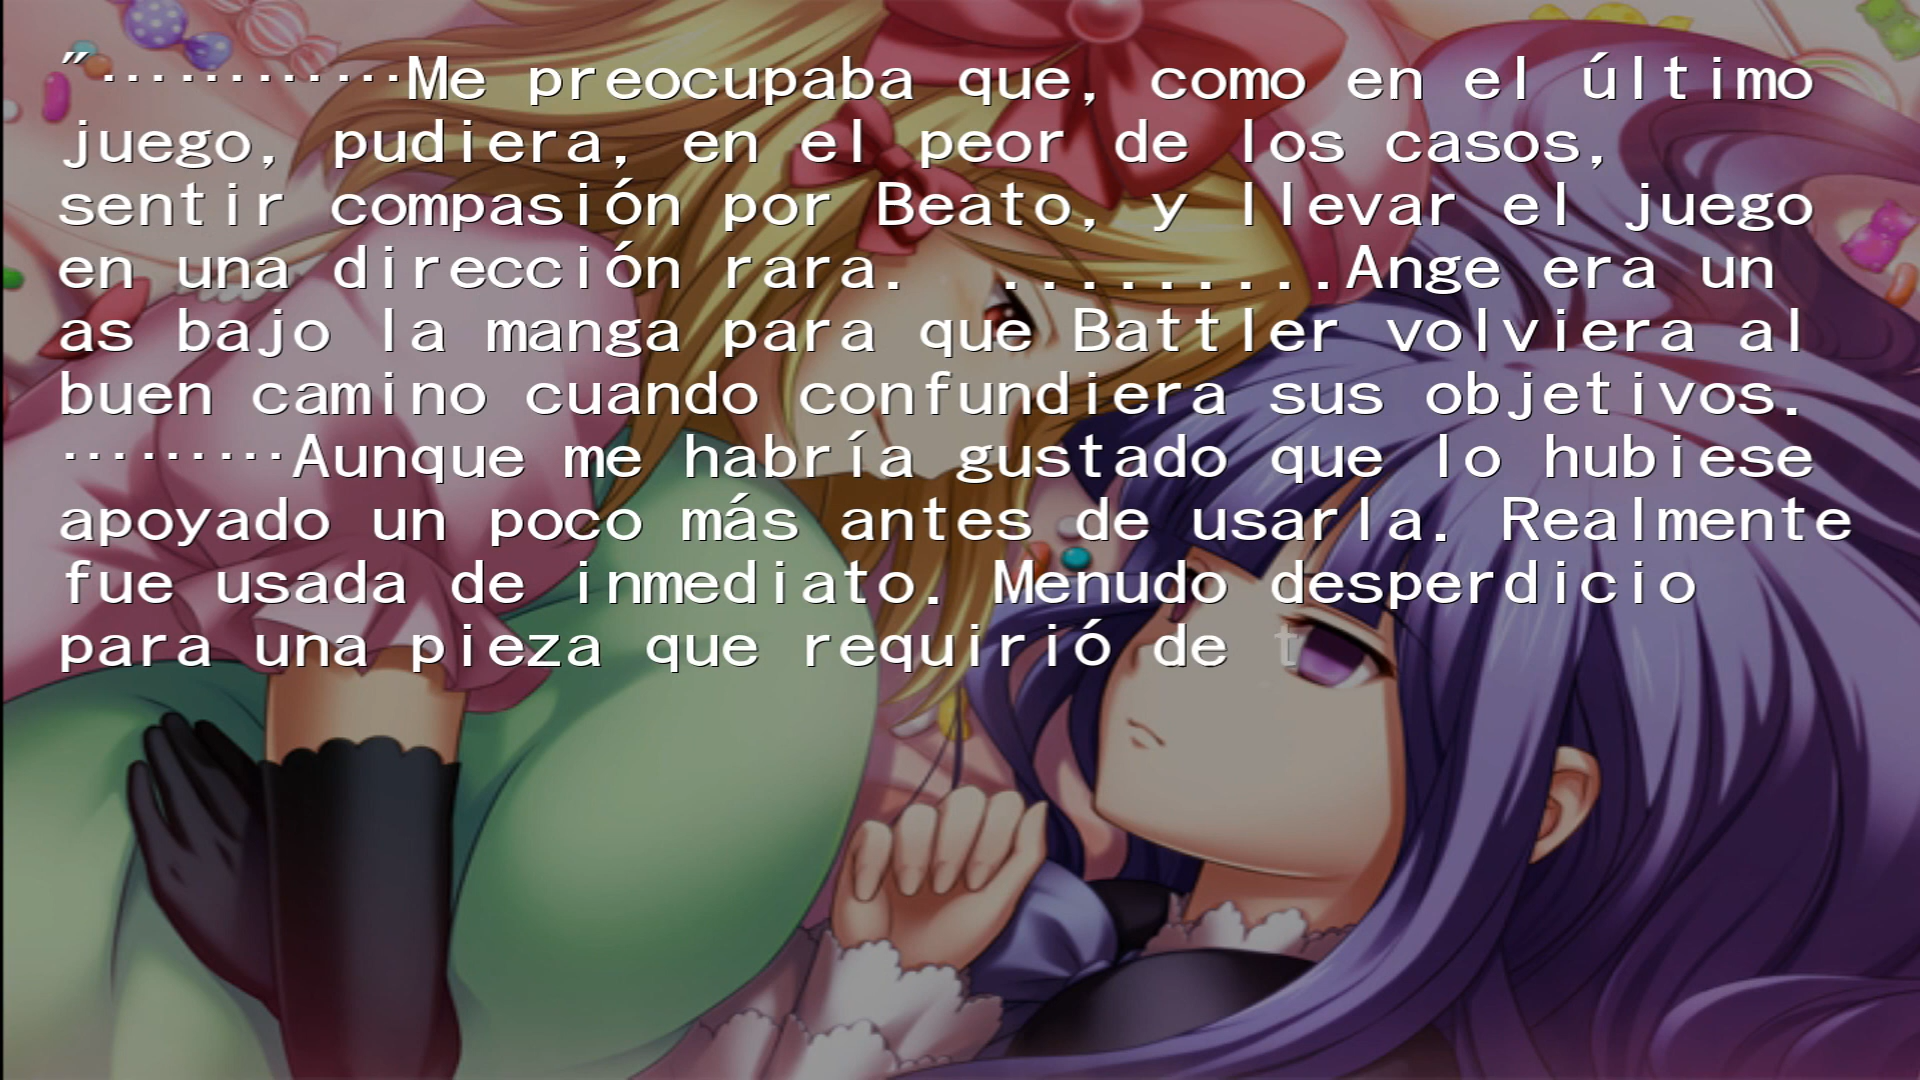 "…………Me preocupaba que, como en el último
juego, pudiera, en el peor de los casos,
sentir compasión por Beato, y llevar el juego
en una dirección rara.  .........Ange era un
as bajo la manga para que Battler volviera al
buen camino cuando confundiera sus objetivos.
………Aunque me habría gustado que lo hubiese
apoyado un poco más antes de usarla. Realmente
fue usada de inmediato. Menudo desperdicio
para una pieza que requirió de t